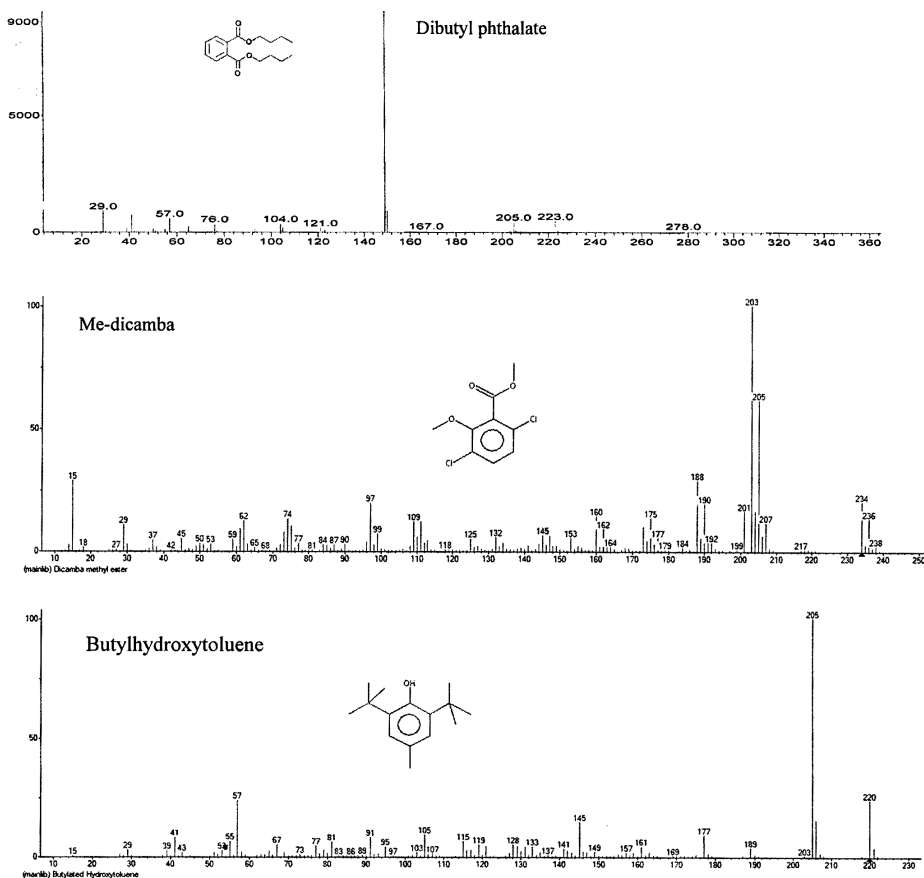 9000
Dibutyl phthalate
O
O
O
O
5000
29.0 57.0 76.0 104.0 121.0 167.0 205.0 223.0 278.0
0
20 40 60 80 100 120 140 160 180 200 220 240 260 280 300 320 340 360
100
Me-dicamba
203
O
O
O
Cl
Cl
50
205
15 29 97 109 188 190 160 234 236
18 27 37 42 45 50 53 59 62 65 68 74 77 81 84 87 90 99 118 125 132 145 153 162 164 175 177 179 184 192 199 201 207 217 238
0
10 20 30 40 50 60 70 80 90 100 110 120 130 140 150 160 170 180 190 200 210 220 230 240 250
(mainlib) Dicamba methyl ester
100
Butylhydroxytoluene
205
OH
50
57 145 220
15 29 39 41 43 55 67 73 77 81 83 86 89 91 95 97 103 105 107 115 119 128 133 137 141 149 157 161 169 177 189 203
0
10 20 30 40 50 60 70 80 90 100 110 120 130 140 150 160 170 180 190 200 210 220 230
(mainlib) Butylated Hydroxytoluene